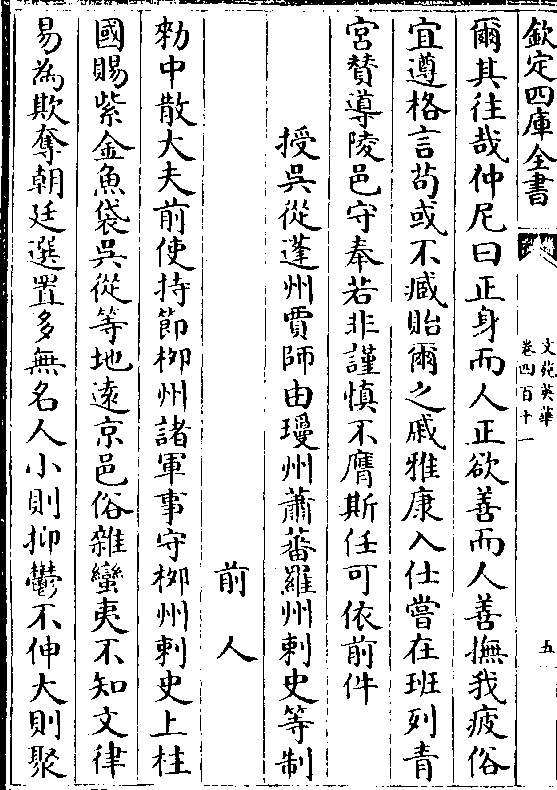 欽定四庫全書
文苑英華
卷四百十一
五
爾其往哉仲尼曰正身而人正欲善而人善撫我疲俗
宜遵格言苟或不臧貽爾之戚雅康入仕嘗在班列青
宮贊導陵邑守奉若非謹慎不膺斯任可依前件
授吳從蓬州賈師由瓊州蕭蕃羅州刺史等制
前人
勑中散大夫前使持節柳州諸軍事守柳州刺史上柱
國賜紫金魚袋吳從等地遠京邑俗雜蠻夷不知文律
易為欺奪朝廷選置多無名人小則抑鬱不伸大則聚